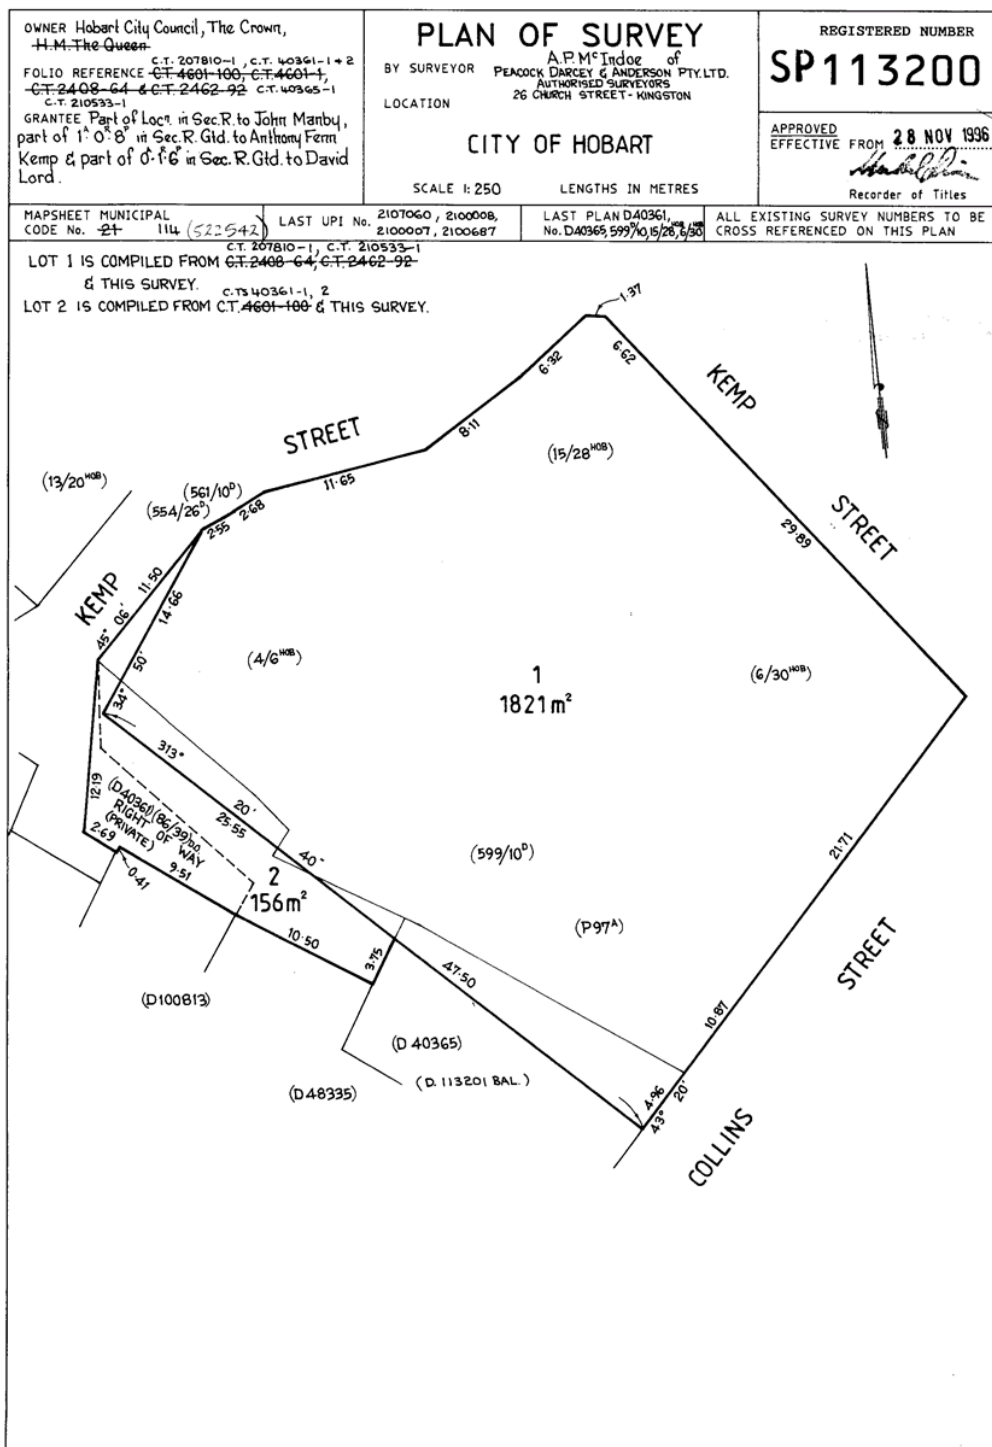 OWNER Hobart City Council, The Crown,
H.M. The Queen
C.T. 207810-1, C.T. 40361-1+2
FOLIO REFERENCE C.T. 4601-100, C.T. 4601-1,
C.T. 2408-64 & C.T. 2462-92 C.T. 40365-1
C.T. 210533-1
GRANTEE Part of Locn. in Sec.R. to John Manby,
part of 1A 0R 8P in Sec.R. Gtd. to Anthony Fenn
Kemp & part of 0A 1R 6P in Sec.R. Gtd. to David
Lord.
PLAN OF SURVEY
BY SURVEYOR A.P. McIndoe of
PEACOCK DARCEY & ANDERSON PTY. LTD.
AUTHORISED SURVEYORS
26 CHURCH STREET - KINGSTON
LOCATION
CITY OF HOBART
SCALE 1:250 LENGTHS IN METRES
REGISTERED NUMBER
SP113200
APPROVED
EFFECTIVE FROM 28 NOV 1996
Recorder of Titles
MAPSHEET MUNICIPAL
CODE No. 21 114 (522542)
LAST UPI No. 2107060, 2100008,
2100007, 2100687
LAST PLAN D40361,
No. D40365, 599/10, 15/28 HOB, 6/30 HOB
ALL EXISTING SURVEY NUMBERS TO BE
CROSS REFERENCED ON THIS PLAN
C.T. 207810-1, C.T. 210533-1
LOT 1 IS COMPILED FROM C.T. 2408-64, C.T. 2462-92
& THIS SURVEY.
C.TS 40361-1, 2
LOT 2 IS COMPILED FROM C.T. 4601-100 & THIS SURVEY.
1·37
6·32
6·62
KEMP
STREET
8·11
(15/28HOB)
11·65
STREET
29·89
(13/20HOB)
(561/10D)
(554/26D)
2·55
2·68
KEMP
11·50
45° 06'
14·66
34° 50'
(4/6HOB)
1
1821m²
(6/30HOB)
313° 20' 40"
25·55
12·19
(D40361)(86/39)D.O.
RIGHT OF WAY
(PRIVATE)
2·69
0·41
9·51
2
156m²
(599/10D)
21·71
(P97A)
10·50
3·75
47·50
STREET
(D100813)
(D 40365)
10·87
(D. 113201 BAL.)
(D48335)
4·96
43° 20'
COLLINS